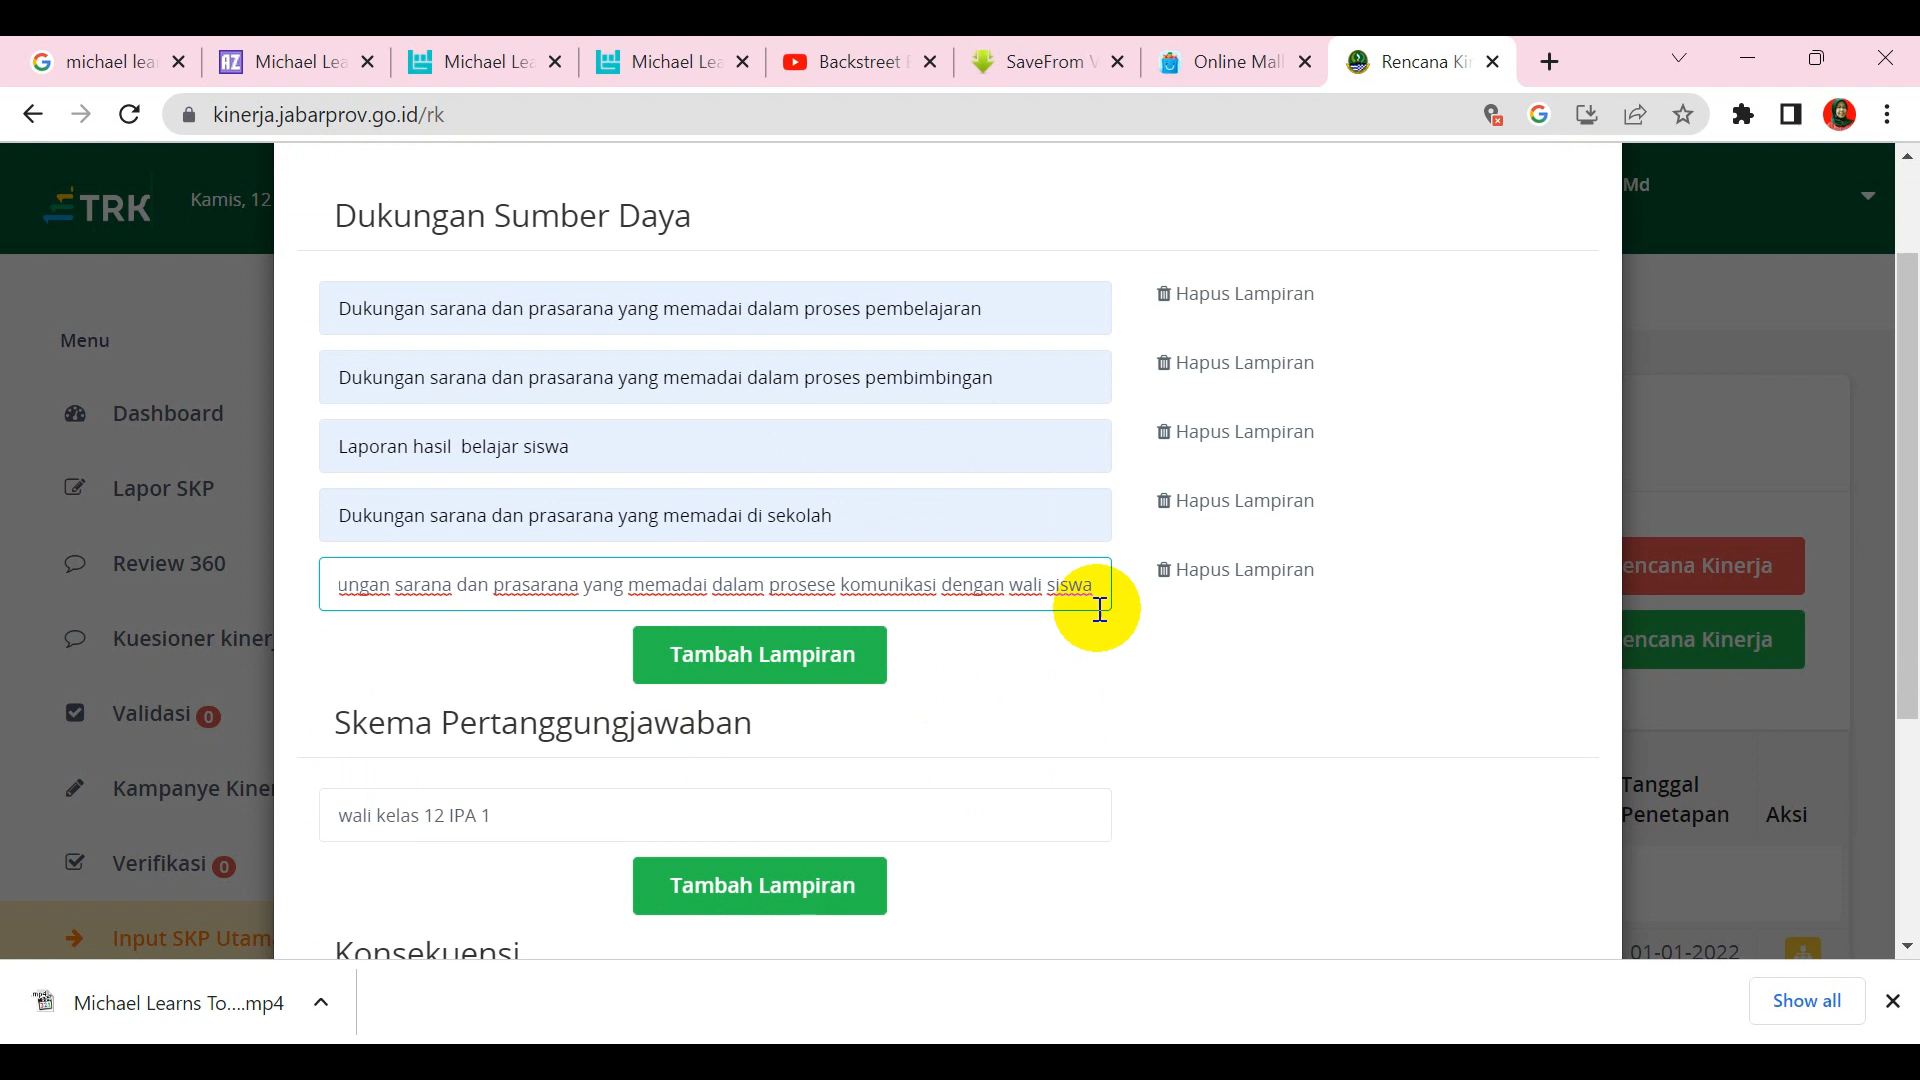 michael lea
Michael Lea
Michael Lea
Michael Lea
Backstreet
SaveFrom
Online Mall
Rencana Ki
kinerja.jabarprov.go.id/rk
TRK
Kamis, 12
Md
Dukungan Sumber Daya
Dukungan sarana dan prasarana yang memadai dalam proses pembelajaran
Hapus Lampiran
Dukungan sarana dan prasarana yang memadai dalam proses pembimbingan
Hapus Lampiran
Laporan hasil  belajar siswa
Hapus Lampiran
Dukungan sarana dan prasarana yang memadai di sekolah
Hapus Lampiran
ungan sarana dan prasarana yang memadai dalam prosese komunikasi dengan wali siswa
Hapus Lampiran
Tambah Lampiran
Skema Pertanggungjawaban
wali kelas 12 IPA 1
Tambah Lampiran
Konsekuensi
Menu
Dashboard
Lapor SKP
Review 360
Kuesioner kiner
Validasi 0
Kampanye Kine
Verifikasi 0
Input SKP Utam
encana Kinerja
encana Kinerja
Tanggal
Penetapan
Aksi
01-01-2022
Michael Learns To....mp4
Show all